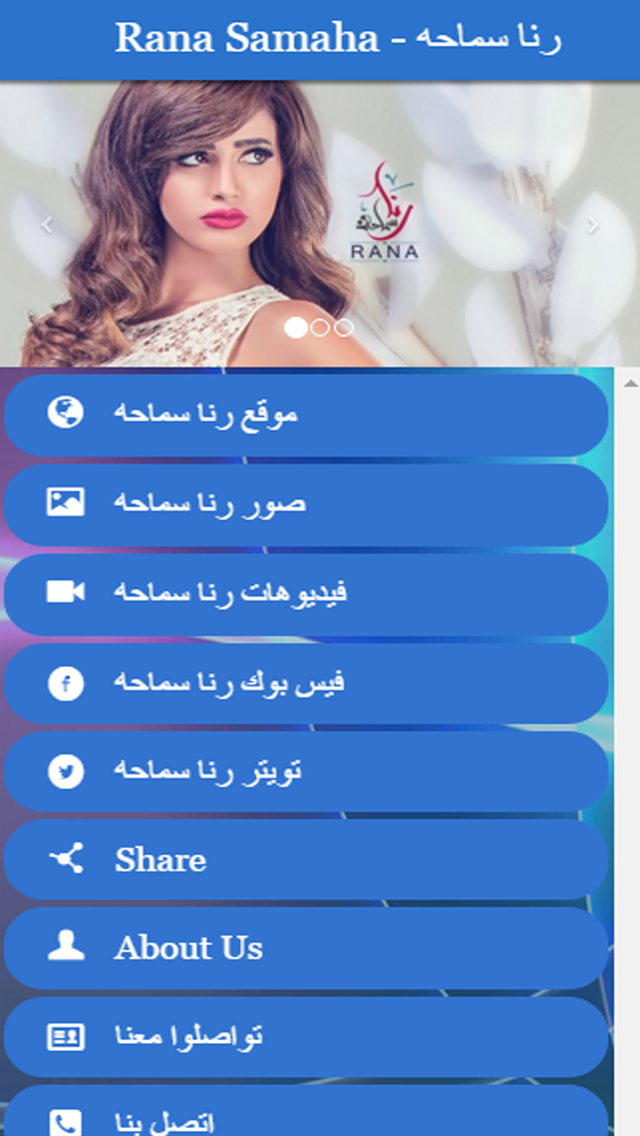 Rana Samaha - رنا سماحه
رنا
سماحة
RANA
موقع رنا سماحه
صور رنا سماحه
فيديوهات رنا سماحه
فيس بوك رنا سماحه
تويتر رنا سماحه
Share
About Us
تواصلوا معنا
اتصل بنا